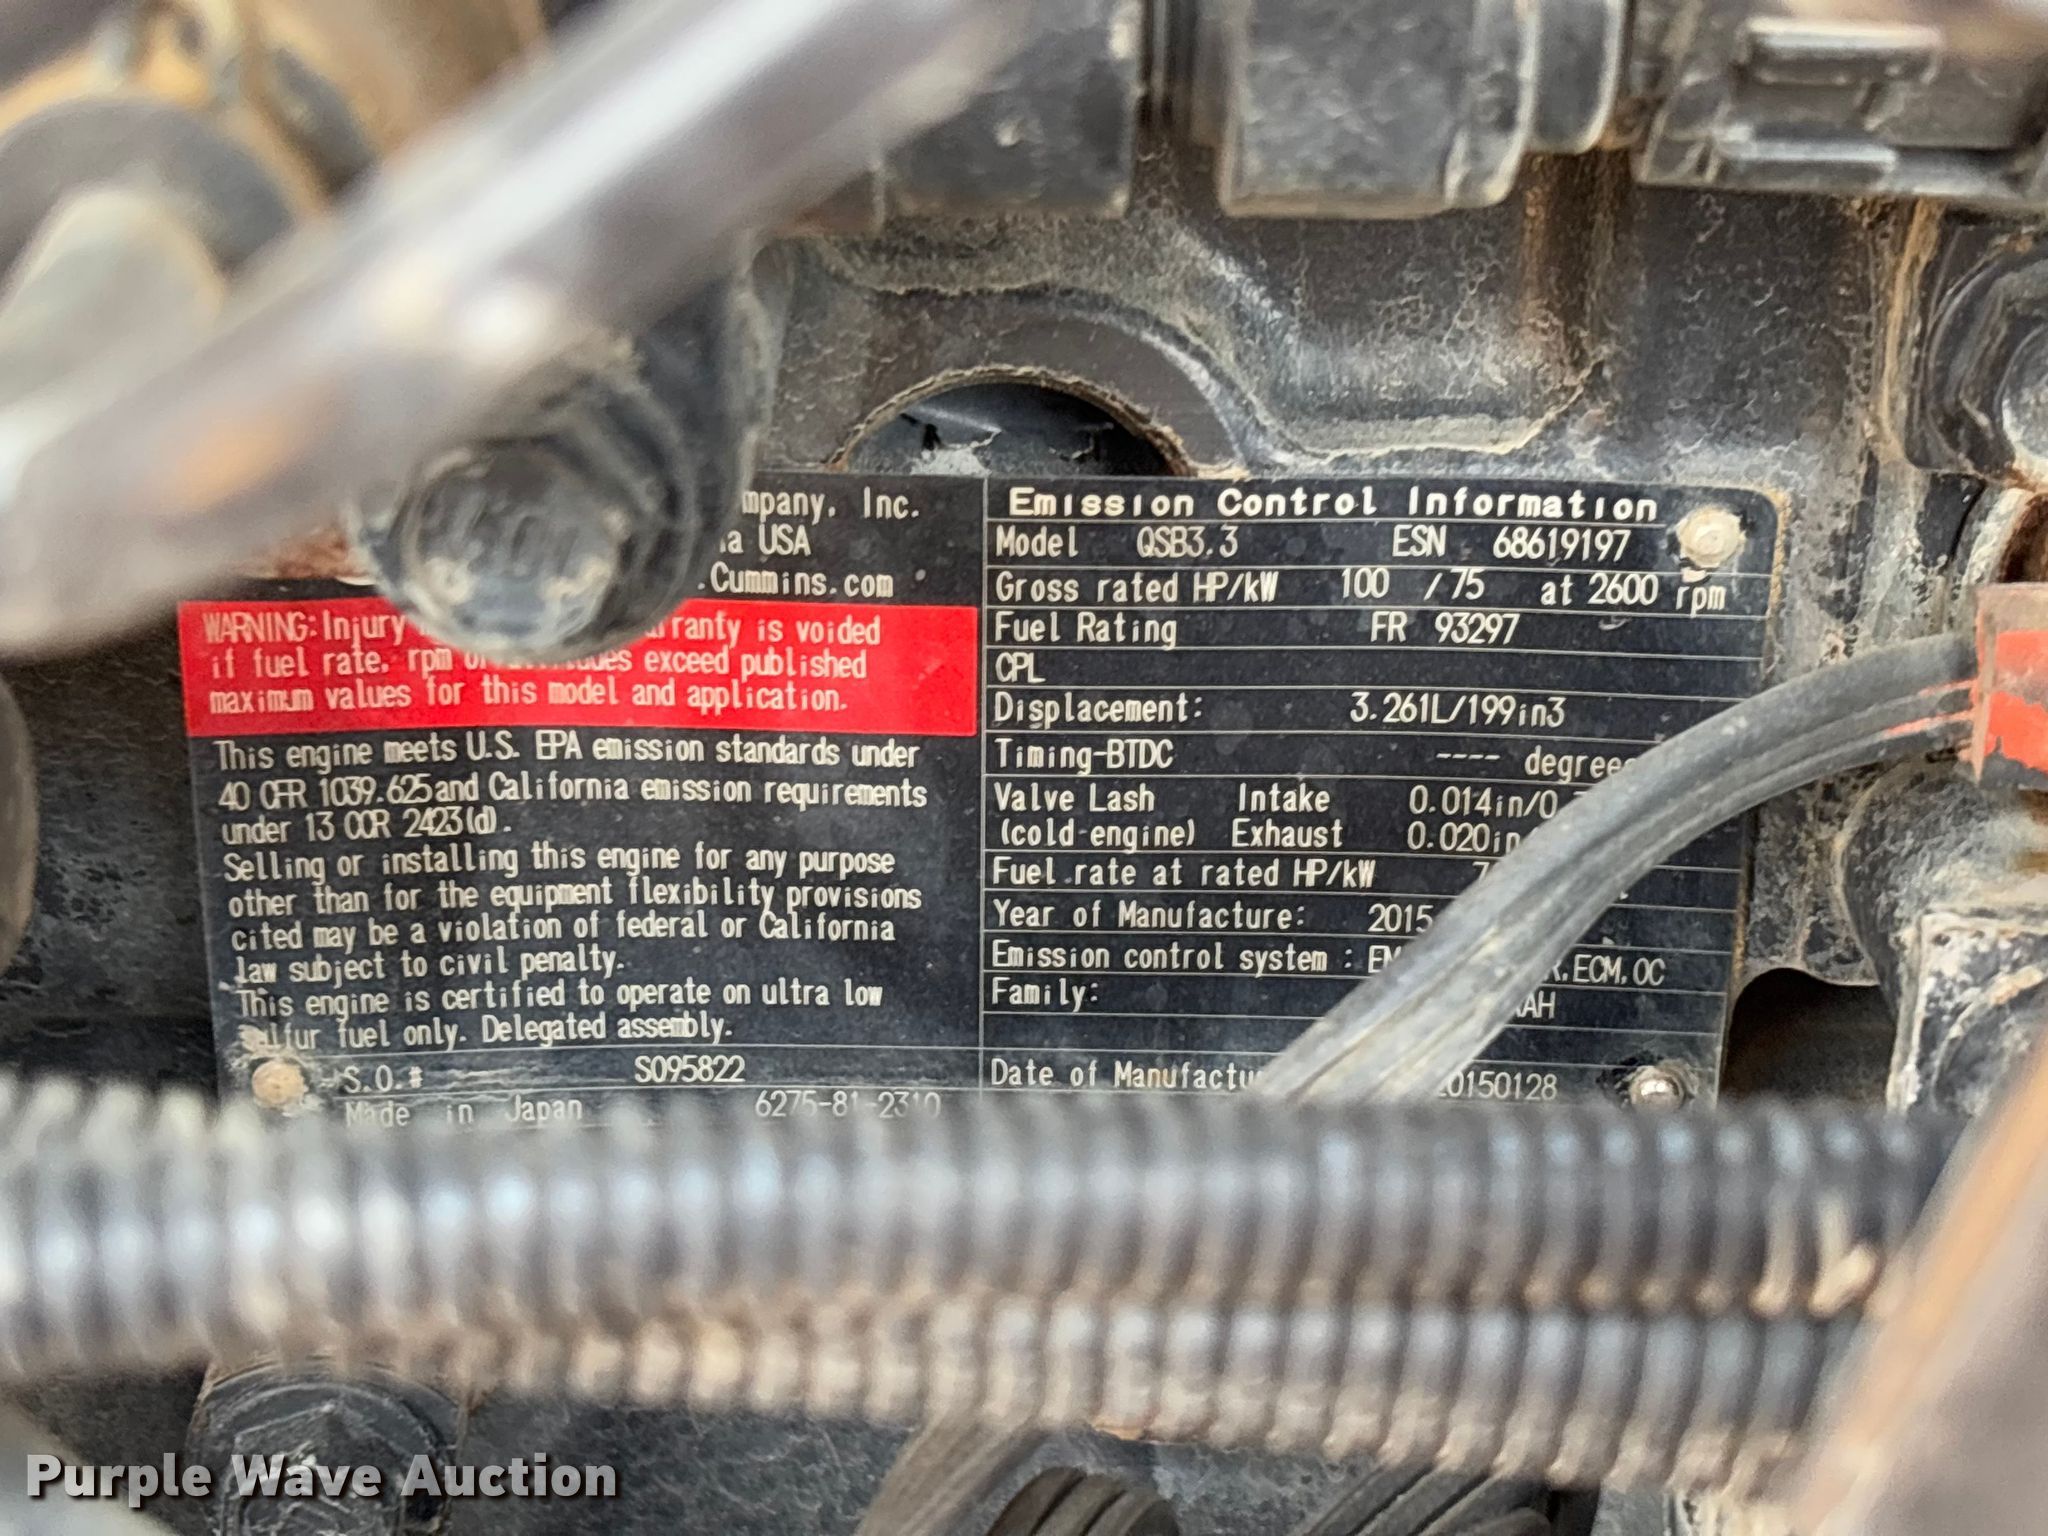 mpany, Inc.
USA
.Cummins.com
WARNING: Injury ranty is voided
if fuel rate, rpm exceed published
maximum values for this model and application.
This engine meets U.S. EPA emission standards under
40 CFR 1039.625 and California emission requirements
under 13 CCR 2423(d).
Selling or installing this engine for any purpose
other than for the equipment flexibility provisions
cited may be a violation of federal or California
law subject to civil penalty.
This engine is certified to operate on ultra low
sulfur fuel only. Delegated assembly.
S.O.# S095822
Made in Japan 6275-81-2310
Emission Control Information
Model QSB3.3 ESN 68619197
Gross rated HP/kW 100 /75 at 2600 rpm
Fuel Rating FR 93297
CPL
Displacement: 3.261L/199in3
Timing-BTDC ---- degrees
Valve Lash Intake 0.014in/0
(cold engine) Exhaust 0.020in
Fuel rate at rated HP/kW
Year of Manufacture: 2015
Emission control system : ECM, OC
Family: AH
Date of Manufactu 20150128
Purple Wave Auction